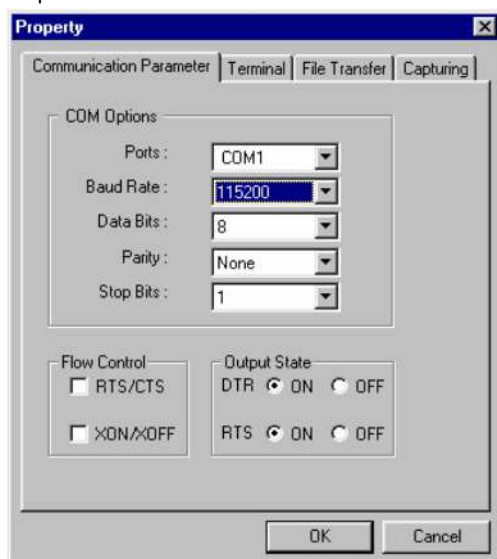 Property
Communication Parameter Terminal File Transfer Capturing
COM Options
Ports : COM1
Baud Rate : 115200
Data Bits : 8
Parity : None
Stop Bits : 1
Flow Control Output State
RTS/CTS DTR ON OFF
XON/XOFF RTS ON OFF
OK Cancel